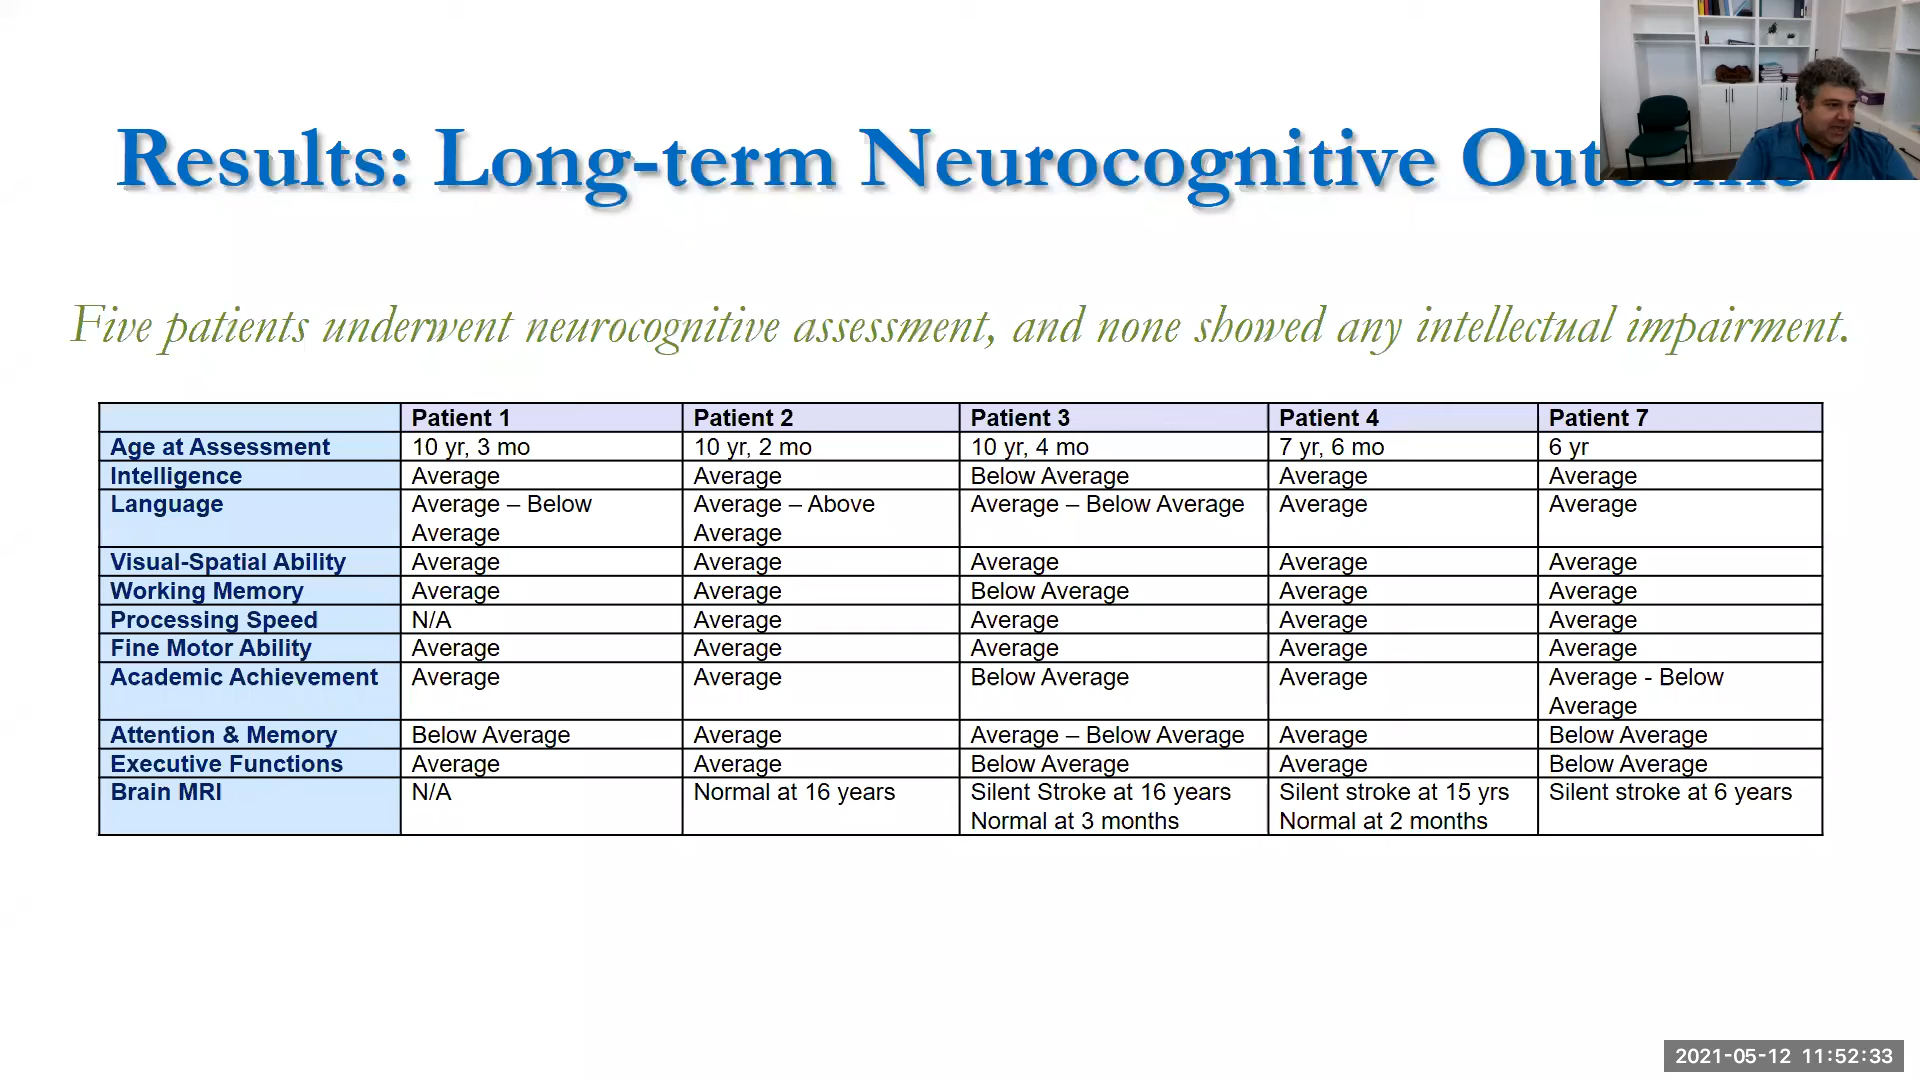 Results: Long-term Neurocognitive Outcome
Five patients underwent neurocognitive assessment, and none showed any intellectual impairment.
Patient 1 Patient 2 Patient 3 Patient 4 Patient 7
Age at Assessment 10 yr, 3 mo 10 yr, 2 mo 10 yr, 4 mo 7 yr, 6 mo 6 yr
Intelligence Average Average Below Average Average Average
Language Average – Below Average Average – Above Average Average – Below Average Average Average
Visual-Spatial Ability Average Average Average Average Average
Working Memory Average Average Below Average Average Average
Processing Speed N/A Average Average Average Average
Fine Motor Ability Average Average Average Average Average
Academic Achievement Average Average Below Average Average Average - Below Average
Attention & Memory Below Average Average Average – Below Average Average Below Average
Executive Functions Average Average Below Average Average Below Average
Brain MRI N/A Normal at 16 years Silent Stroke at 16 years Normal at 3 months Silent stroke at 15 yrs Normal at 2 months Silent stroke at 6 years
2021-05-12 11:52:33